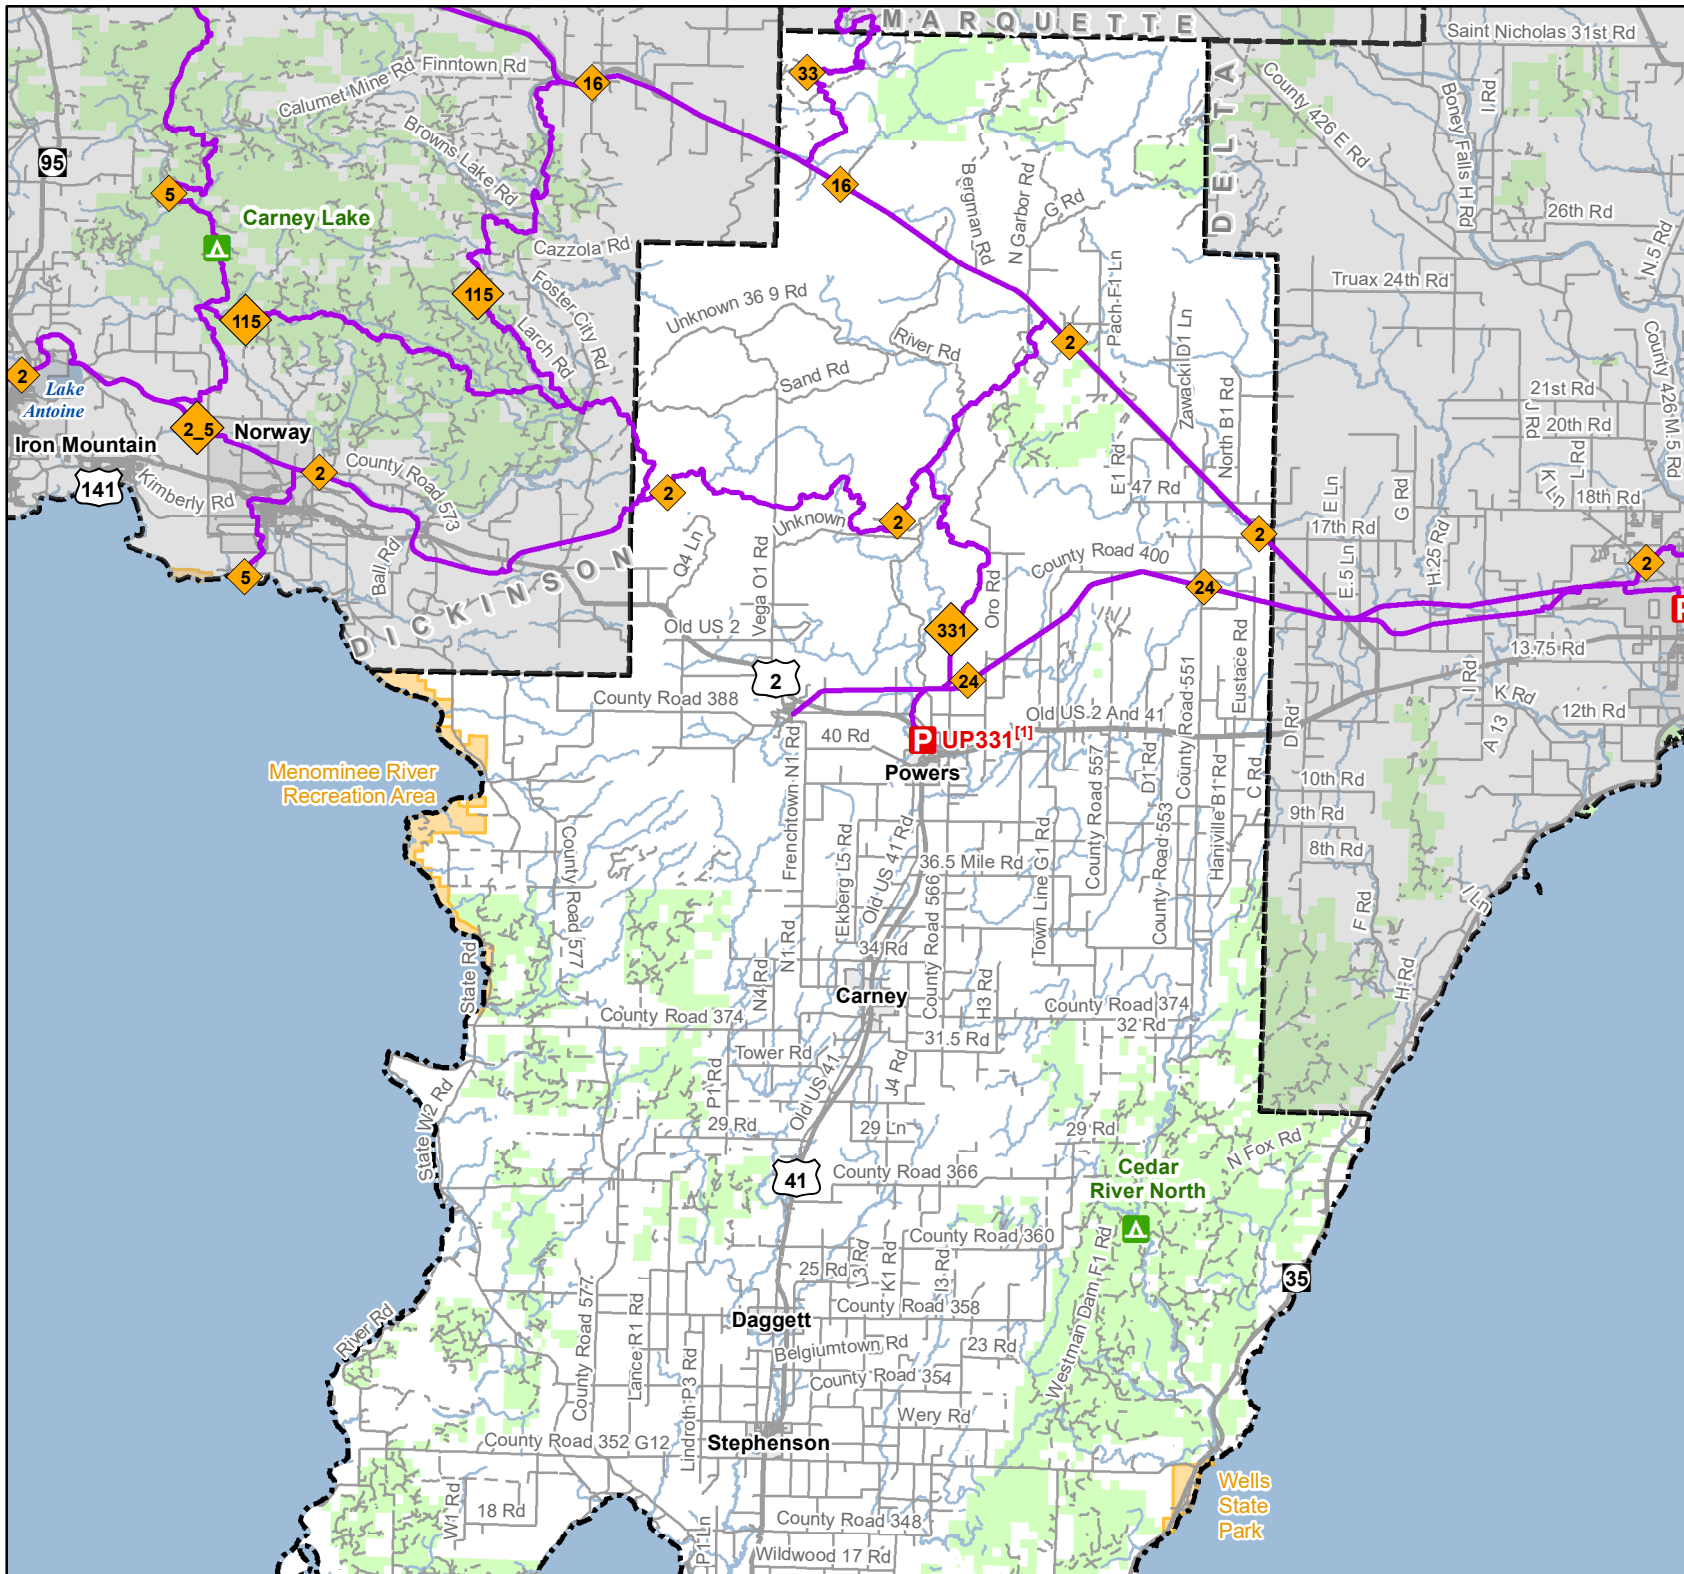 MARQUETTE
Saint Nicholas 31st Rd
Finntown Rd
Calumet Mine Rd
16
33
DELTA
County 426 E Rd
Boney Falls H Rd
I Rd
95
Browns Lake Rd
5
16
Bergman Rd
N Garbor Rd
G Rd
26th Rd
N.5 Rd
Carney Lake
Cazzola Rd
Truax 24th Rd
115
Foster City Rd
Unknown 36 9 Rd
Pach-F1 Ln
115
Larch Rd
River Rd
2
Zawackil D1 Ln
County 426 M.5 Rd
2
Lake
Antoine
Sand Rd
North B1 Rd
21st Rd
J Rd
20th Rd
2_5
Norway
Iron Mountain
County Road 573
2
L Rd
K Ln
18th Rd
141
Kimberly Rd
2
E1 Rd
47 Rd
E Ln
G Rd
17th Rd
Unknown
2
2
H.25 Rd
Ball Rd
Q4 Ln
Vega O1 Rd
County Road 400
2
5
DICKINSON
24
E.5 Ln
P
Oro Rd
Old US 2
331
Eustace Rd
13.75 Rd
2
24
County Road 551
I Rd
K Rd
County Road 388
Old US 2 And 41
12th Rd
D Rd
A 13
40 Rd
P UP331[1]
Powers
Menominee River
Recreation Area
Frenchtown N1 Rd
County Road 557
D1 Rd
C Rd
10th Rd
9th Rd
8th Rd
County Road 577
Ekberg L5 Rd
Old US 41 Rd
36.5 Mile Rd
Town Line G1 Rd
County Road 553
Haniville B1 Rd
I Ln
F Rd
34 Rd
County Road 566
N1 Rd
N4 Rd
H3 Rd
H Rd
State Rd
Carney
County Road 374
County Road 374
32 Rd
31.5 Rd
Tower Rd
Old US 41
J4 Rd
P1 Rd
State W2 Rd
29 Rd
29 Ln
29 Rd
N Fox Rd
41
County Road 366
Cedar
River North
County Road 360
25 Rd
L3 Rd
K1 Rd
I3 Rd
35
County Road 577
Lance R1 Rd
County Road 358
Westman Dam F1 Rd
River Rd
Daggett
Belgiumtown Rd
23 Rd
County Road 354
Lindroth P3 Rd
Wery Rd
County Road 352 G12
Stephenson
Wells
State
Park
W1 Rd
18 Rd
P1 Ln
County Road 348
Wildwood 17 Rd